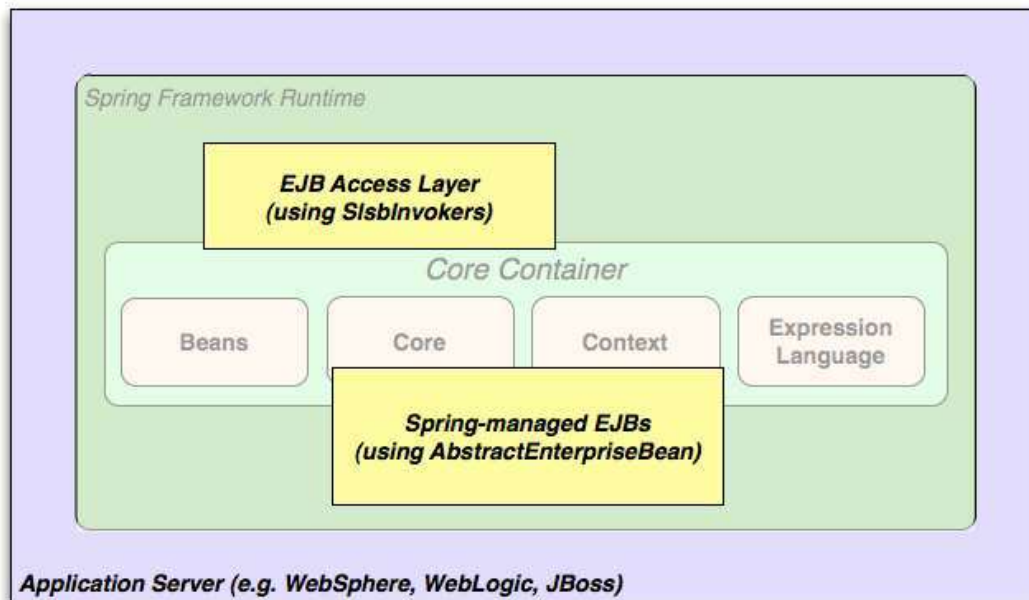 Spring Framework Runtime
EJB Access Layer
(using SlsbInvokers)
Core Container
Beans
Core
Context
Expression
Language
Spring-managed EJBs
(using AbstractEnterpriseBean)
Application Server (e.g. WebSphere, WebLogic, JBoss)